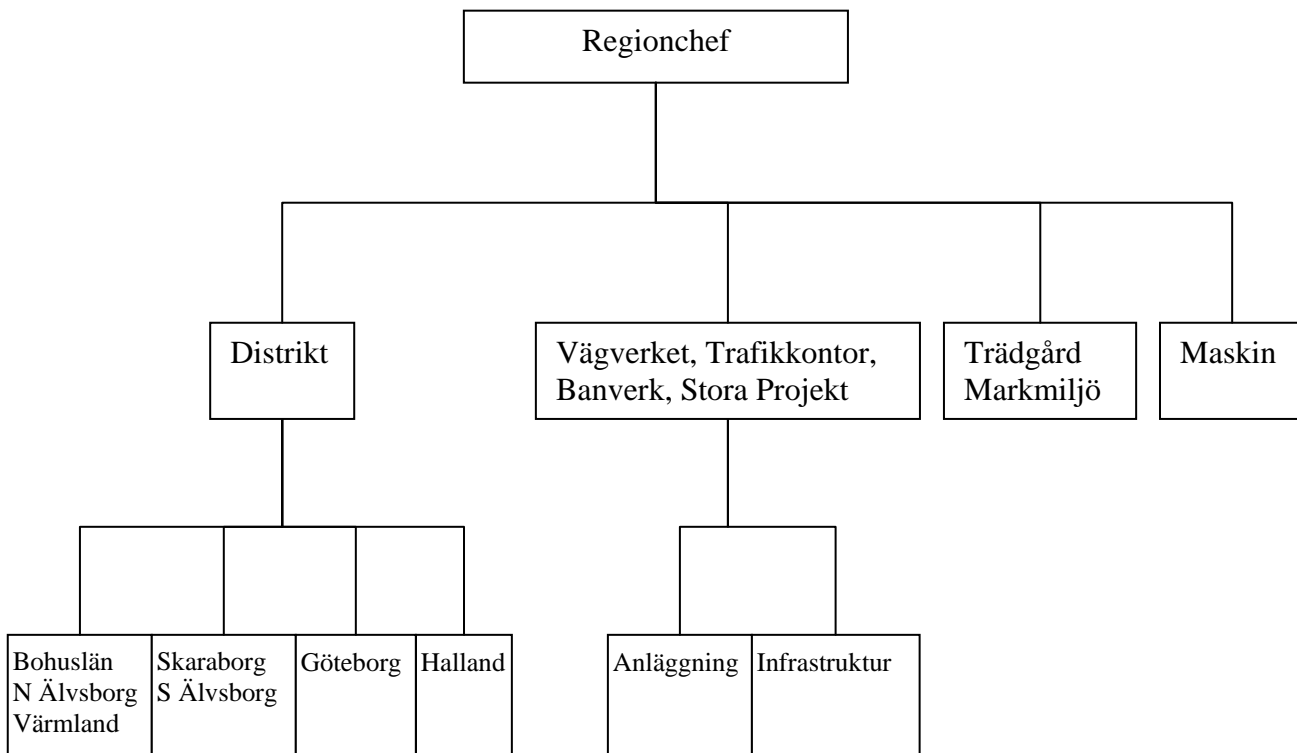 Regionchef
Distrikt
Vägverket, Trafikkontor,
Banverk, Stora Projekt
Trädgård
Markmiljö
Maskin
Bohuslän
N Älvsborg
Värmland
Skaraborg
S Älvsborg
Göteborg
Halland
Anläggning
Infrastruktur